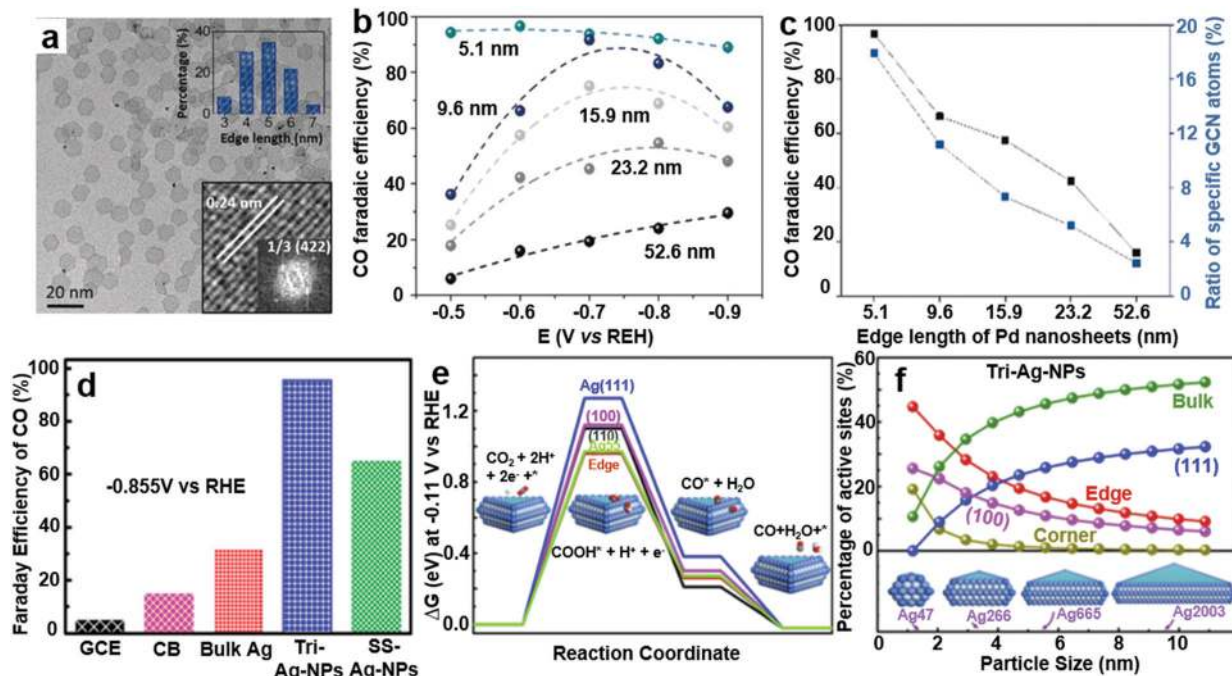 a
Percentage (%)
40
20
0
3 4 5 6 7
Edge length (nm)
0.24 nm
1/3 (422)
20 nm
b
CO faradaic efficiency (%)
100
80
60
40
20
0
5.1 nm
9.6 nm
15.9 nm
23.2 nm
52.6 nm
-0.5 -0.6 -0.7 -0.8 -0.9
E (V vs REH)
c
CO faradaic efficiency (%)
100
80
60
40
20
0
20
16
12
8
4
0
Ratio of specific GCN atoms (%)
5.1 9.6 15.9 23.2 52.6
Edge length of Pd nanosheets (nm)
d
Faraday Efficiency of CO (%)
100
80
60
40
20
0
-0.855V vs RHE
GCE CB Bulk Ag Tri-
Ag-NPs
SS-
Ag-NPs
e
ΔG (eV) at -0.11 V vs RHE
1.2
0.8
0.4
0.0
Ag(111)
(100)
(110)
Ag55
Edge
CO₂ + 2H⁺
+ 2e⁻ +*
COOH* + H⁺ + e⁻
CO* + H₂O
CO+H₂O+*
Reaction Coordinate
f
Tri-Ag-NPs
Percentage of active sites (%)
60
40
20
0
Bulk
(111)
Edge
(100)
Corner
Ag47
Ag266
Ag665
Ag2003
0 2 4 6 8 10
Particle Size (nm)